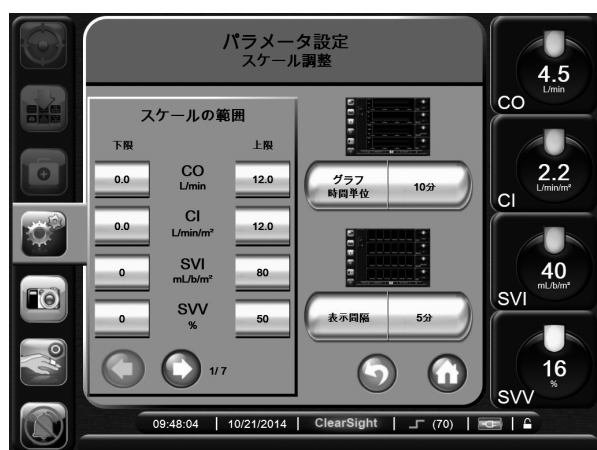 パラメータ設定
スケール調整
スケールの範囲
下限
上限
0.0
CO
L/min
12.0
0.0
CI
L/min/m²
12.0
0
SVI
mL/b/m²
80
0
SVV
%
50
1/7
グラフ
時間単位
10分
表示間隔
5分
4.5
L/min
CO
2.2
L/min/m²
CI
40
mL/b/m²
SVI
16
%
SVV
09:48:04 | 10/21/2014 | ClearSight | (70)